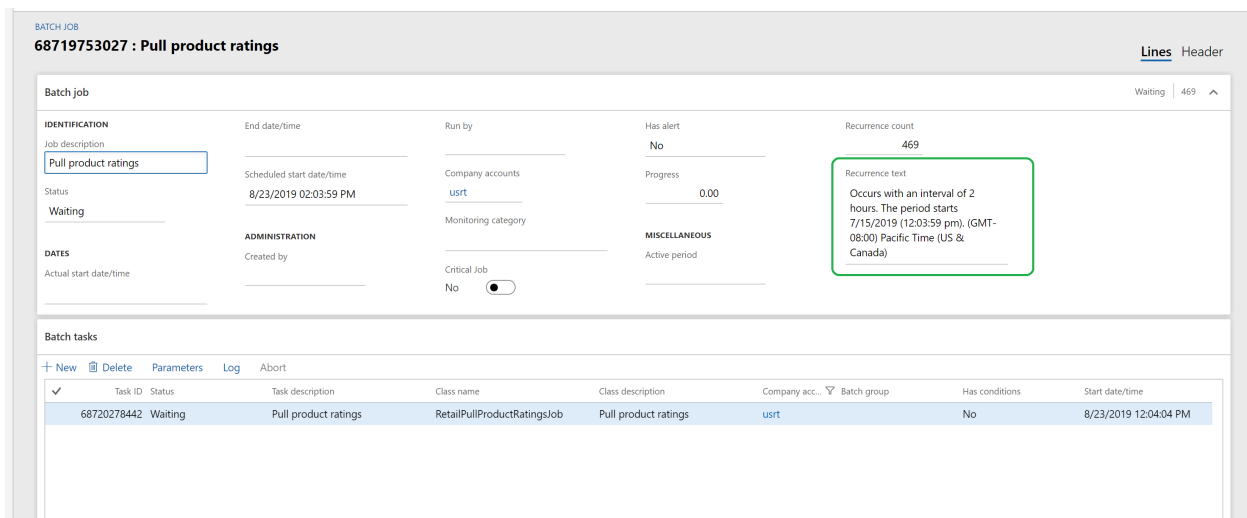 BATCH JOB
68719753027 : Pull product ratings
Lines Header
Batch job
Waiting 469
IDENTIFICATION
Job description
Pull product ratings
Status
Waiting
DATES
Actual start date/time
End date/time
Scheduled start date/time
8/23/2019 02:03:59 PM
ADMINISTRATION
Created by
Run by
Company accounts
usrt
Monitoring category
Critical Job
No
Has alert
No
Progress
0.00
MISCELLANEOUS
Active period
Recurrence count
469
Recurrence text
Occurs with an interval of 2
hours. The period starts
7/15/2019 (12:03:59 pm). (GMT-
08:00) Pacific Time (US &
Canada)
Batch tasks
New Delete Parameters Log Abort
Task ID Status Task description Class name Class description Company acc... Batch group Has conditions Start date/time
68720278442 Waiting Pull product ratings RetailPullProductRatingsJob Pull product ratings usrt No 8/23/2019 12:04:04 PM